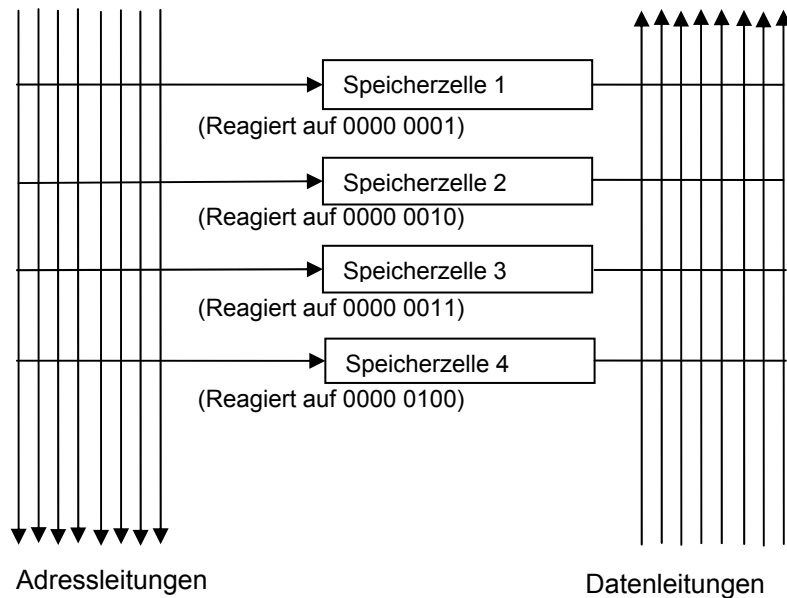 Speicherzelle 1
(Reagiert auf 0000 0001)
Speicherzelle 2
(Reagiert auf 0000 0010)
Speicherzelle 3
(Reagiert auf 0000 0011)
Speicherzelle 4
(Reagiert auf 0000 0100)
Adressleitungen
Datenleitungen